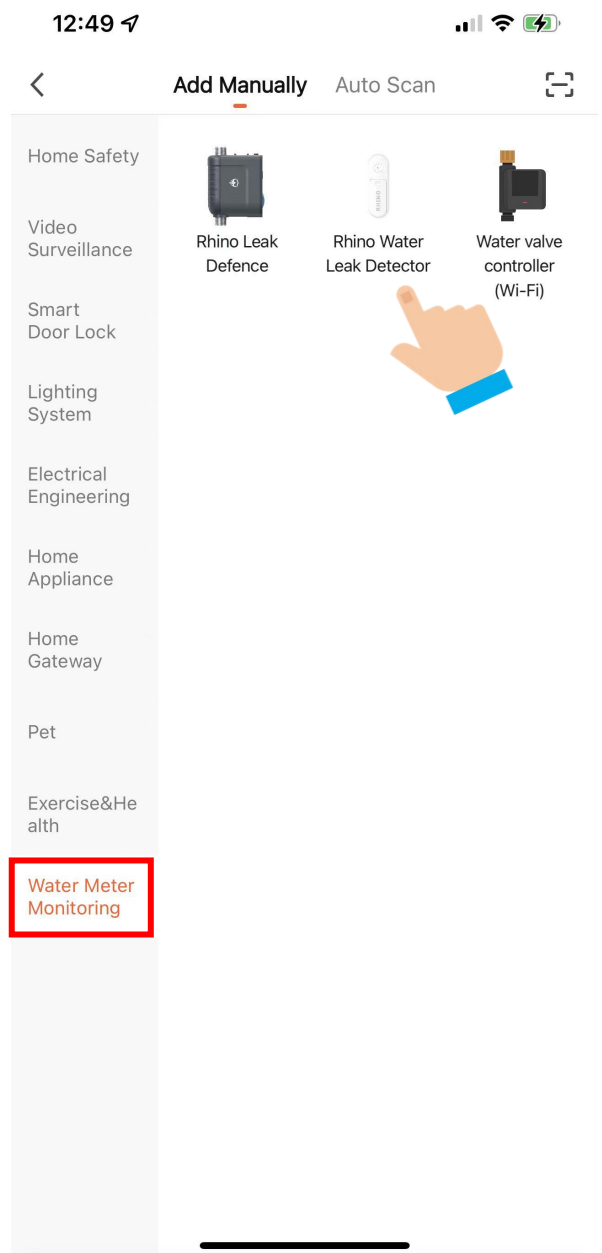 12:49
Add Manually Auto Scan
Home Safety
Video
Surveillance
Smart
Door Lock
Lighting
System
Electrical
Engineering
Home
Appliance
Home
Gateway
Pet
Exercise&He
alth
Water Meter
Monitoring
RHINO
Rhino Leak
Defence
Rhino Water
Leak Detector
Water valve
controller
(Wi-Fi)